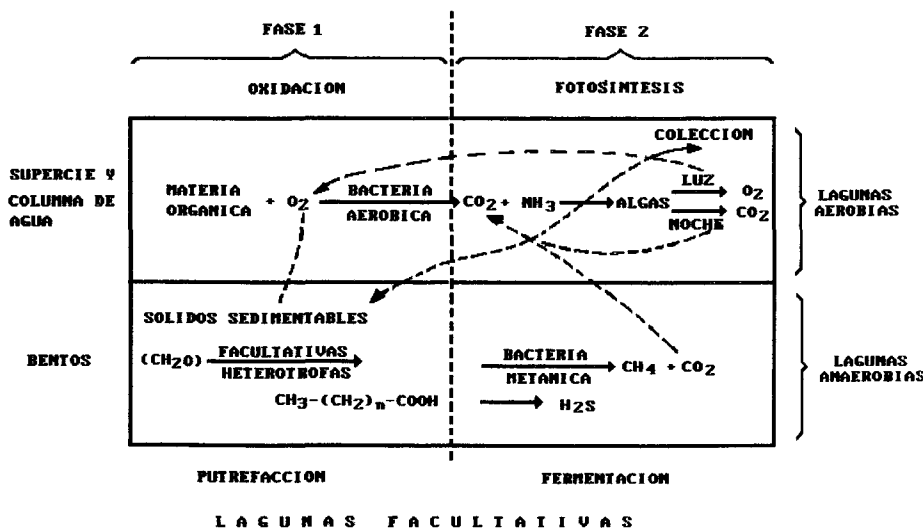 FASE 1
FASE 2
OXIDACION
FOTOSINTESIS
SUPERCIE Y
COLUMNA DE
AGUA
COLECCION
MATERIA
ORGANICA + O2
BACTERIA
AEROBICA
CO2 + NH3
ALGAS
LUZ
NOCHE
O2
CO2
LAGUNAS
AEROBIAS
BENTOS
SOLIDOS SEDIMENTABLES
(CH2O)
FACULTATIVAS
HETEROTROFAS
CH3-(CH2)n-COOH
BACTERIA
METANICA
CH4 + CO2
H2S
LAGUNAS
ANAEROBIAS
PUTREFACCION
FERMENTACION
LAGUNAS FACULTATIVAS